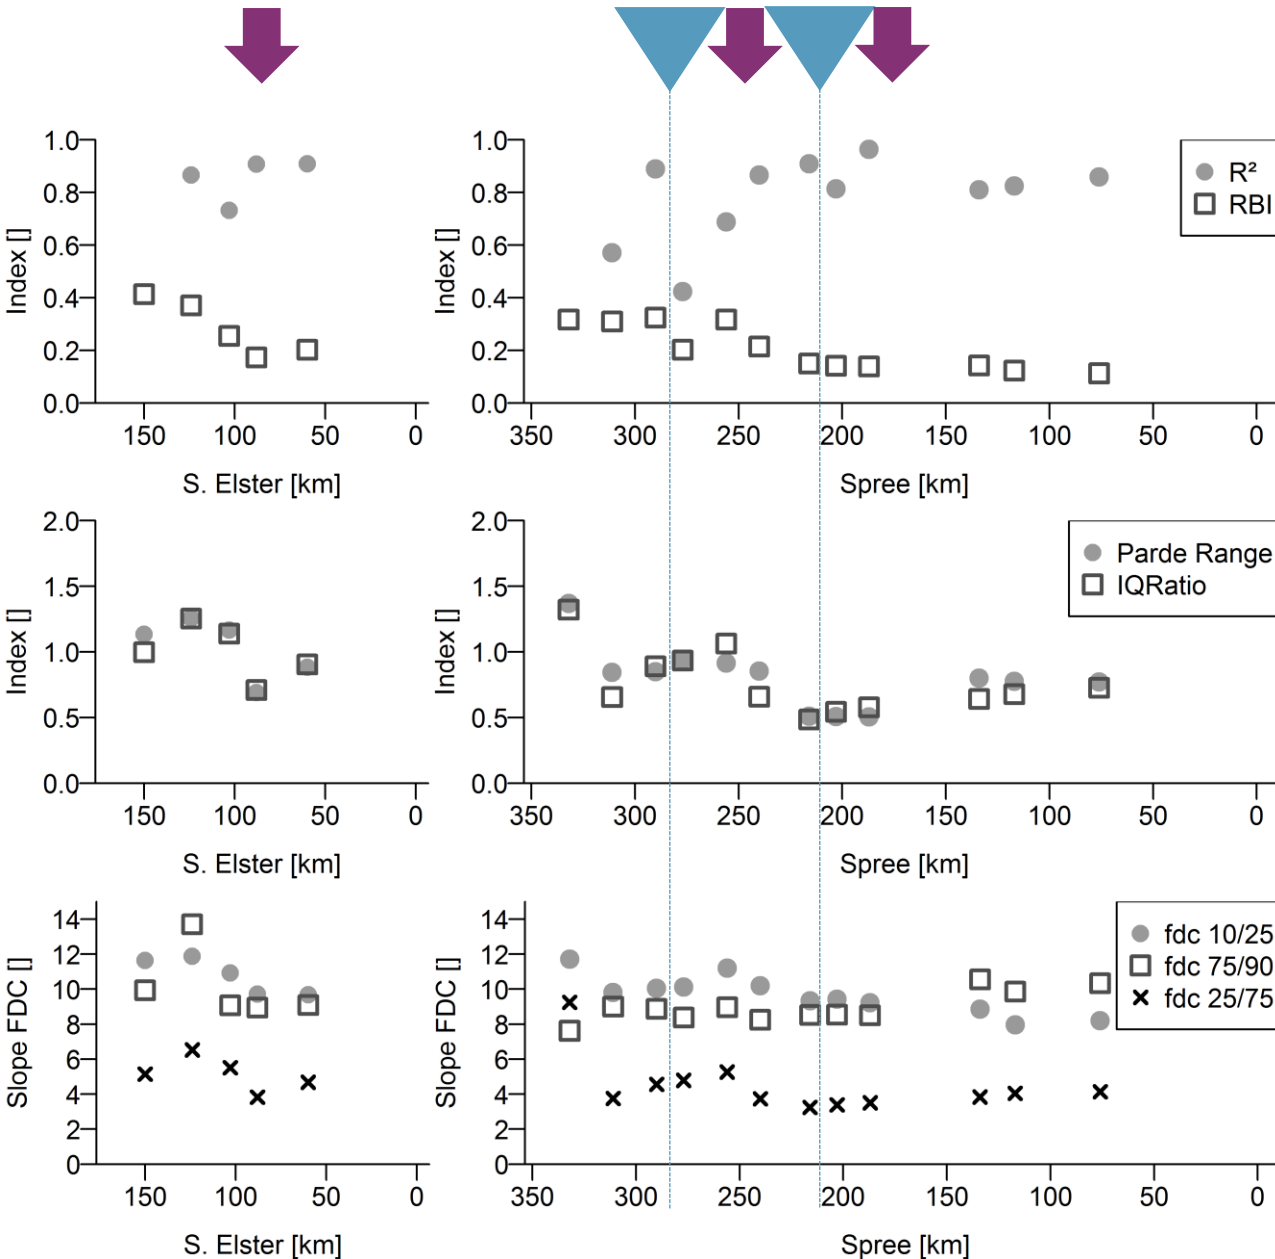 1.0
0.8
0.6
0.4
0.2
0.0
Index []
150 100 50 0
S. Elster [km]
1.0
0.8
0.6
0.4
0.2
0.0
Index []
350 300 250 200 150 100 50 0
Spree [km]
R²
RBI
2.0
1.5
1.0
0.5
0.0
Index []
150 100 50 0
S. Elster [km]
2.0
1.5
1.0
0.5
0.0
Index []
350 300 250 200 150 100 50 0
Spree [km]
Parde Range
IQRatio
14
12
10
8
6
4
2
0
Slope FDC []
150 100 50 0
S. Elster [km]
14
12
10
8
6
4
2
0
Slope FDC []
350 300 250 200 150 100 50 0
Spree [km]
fdc 10/25
fdc 75/90
fdc 25/75